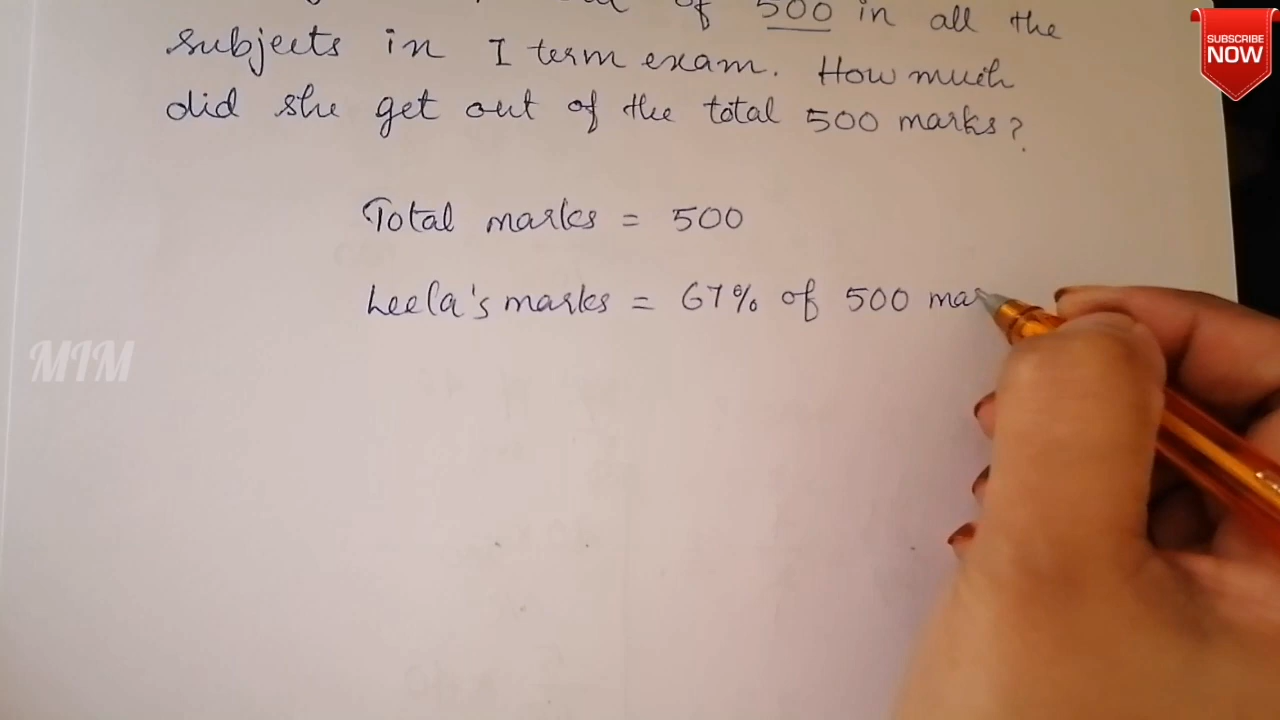 of 500 in all the
subjects in I term exam. How much
did she get out of the total 500 marks?
Total marks = 500
Leela's marks = 67% of 500 mar
MIM
SUBSCRIBE
NOW